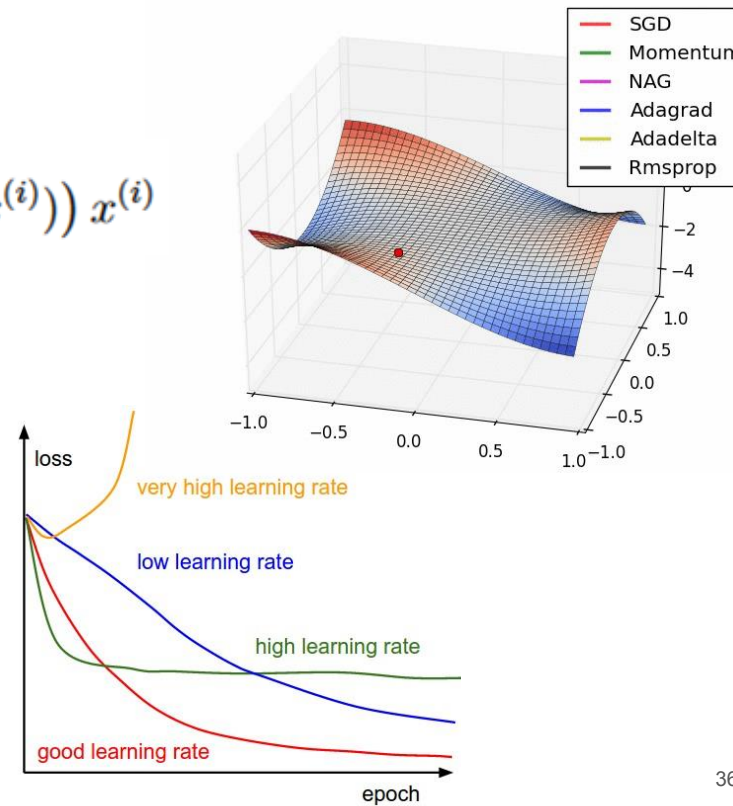 SGD
Momentum
NAG
Adagrad
Adadelta
Rmsprop
^{(i)})) x^{(i)}
−2
−4
1.0
0.5
0.0
−0.5
−1.0
−1.0
−0.5
0.0
0.5
1.0
loss
very high learning rate
low learning rate
high learning rate
good learning rate
epoch
36